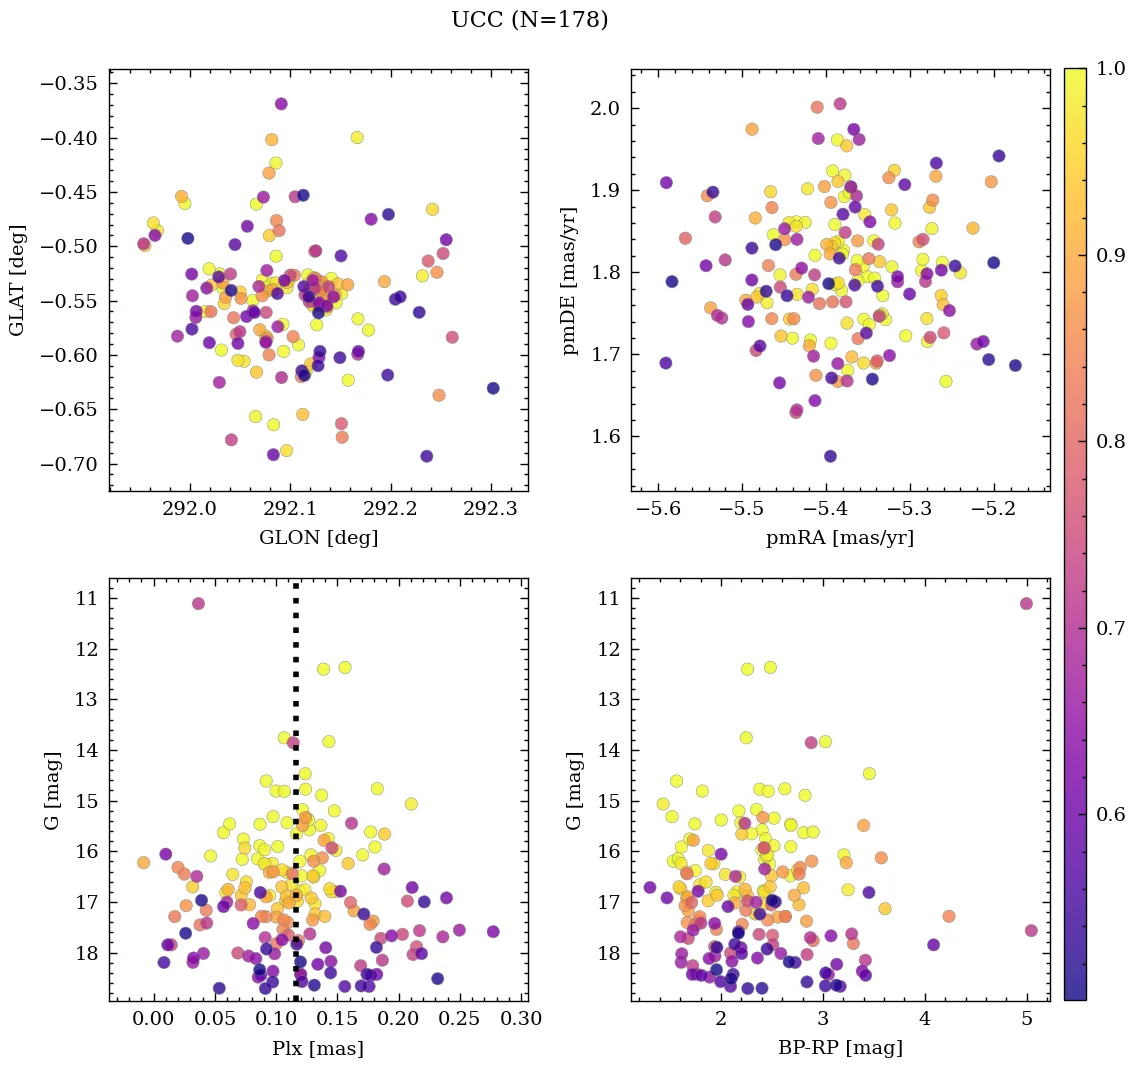 UCC (N=178)
−0.35
−0.40
−0.45
−0.50
−0.55
−0.60
−0.65
−0.70
GLAT [deg]
292.0 292.1 292.2 292.3
GLON [deg]
2.0
1.9
1.8
1.7
1.6
pmDE [mas/yr]
−5.6 −5.5 −5.4 −5.3 −5.2
pmRA [mas/yr]
11
12
13
14
15
16
17
18
G [mag]
0.00 0.05 0.10 0.15 0.20 0.25 0.30
Plx [mas]
11
12
13
14
15
16
17
18
G [mag]
2 3 4 5
BP-RP [mag]
1.0
0.9
0.8
0.7
0.6